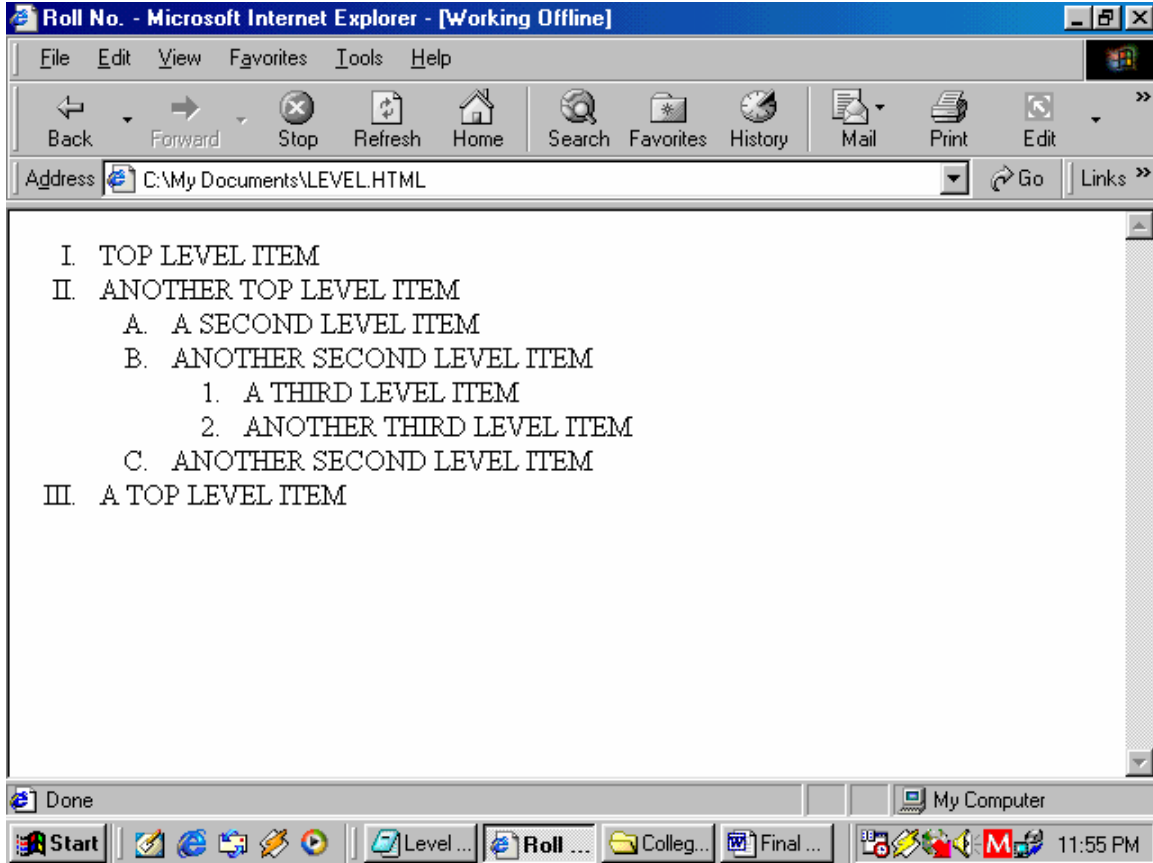 Roll No. - Microsoft Internet Explorer - [Working Offline]
File Edit View Favorites Tools Help
Back Forward Stop Refresh Home Search Favorites History Mail Print Edit »
Address C:\My Documents\LEVEL.HTML Go Links »
I. TOP LEVEL ITEM
II. ANOTHER TOP LEVEL ITEM
A. A SECOND LEVEL ITEM
B. ANOTHER SECOND LEVEL ITEM
1. A THIRD LEVEL ITEM
2. ANOTHER THIRD LEVEL ITEM
C. ANOTHER SECOND LEVEL ITEM
III. A TOP LEVEL ITEM
Done My Computer
Start Level ... Roll ... Colleg... Final ... M 11:55 PM